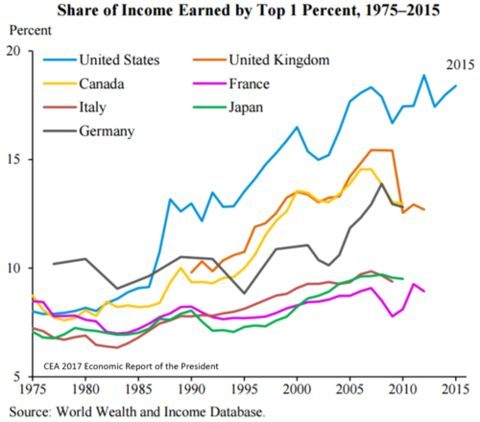 Share of Income Earned by Top 1 Percent, 1975–2015
Percent
20
2015
United States
United Kingdom
Canada
France
Italy
Japan
Germany
15
10
5
CEA 2017 Economic Report of the President
1975 1980 1985 1990 1995 2000 2005 2010 2015
Source: World Wealth and Income Database.